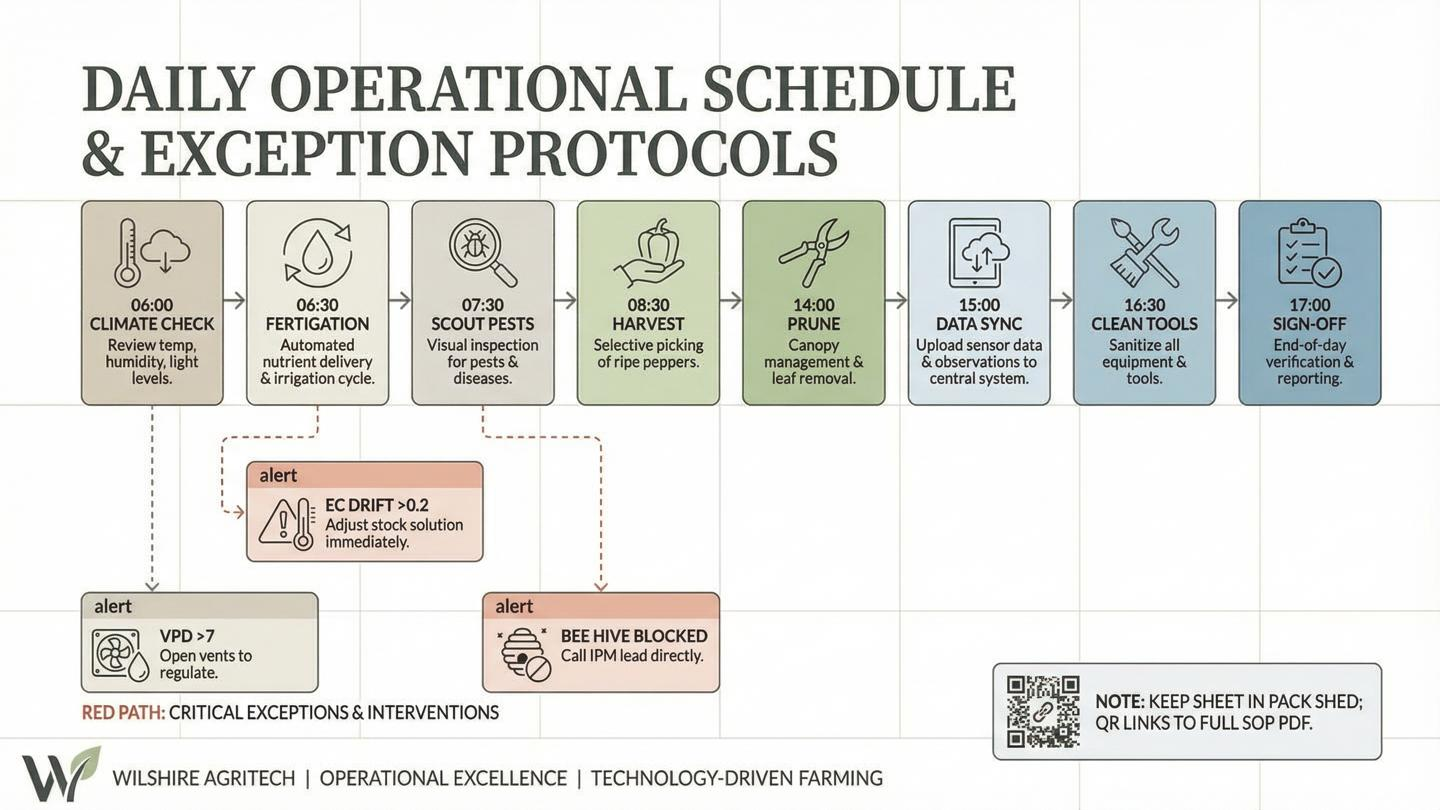 DAILY OPERATIONAL SCHEDULE
& EXCEPTION PROTOCOLS
06:00
CLIMATE CHECK
Review temp,
humidity, light
levels.
06:30
FERTIGATION
Automated
nutrient delivery
& irrigation cycle.
07:30
SCOUT PESTS
Visual inspection
for pests &
diseases.
08:30
HARVEST
Selective picking
of ripe peppers.
14:00
PRUNE
Canopy
management &
leaf removal.
15:00
DATA SYNC
Upload sensor data
& observations to
central system.
16:30
CLEAN TOOLS
Sanitize all
equipment &
tools.
17:00
SIGN-OFF
End-of-day
verification &
reporting.
alert
EC DRIFT >0.2
Adjust stock solution
immediately.
alert
VPD >7
Open vents to
regulate.
alert
BEE HIVE BLOCKED
Call IPM lead directly.
RED PATH: CRITICAL EXCEPTIONS & INTERVENTIONS
NOTE: KEEP SHEET IN PACK SHED;
QR LINKS TO FULL SOP PDF.
W
WILSHIRE AGRITECH | OPERATIONAL EXCELLENCE | TECHNOLOGY-DRIVEN FARMING